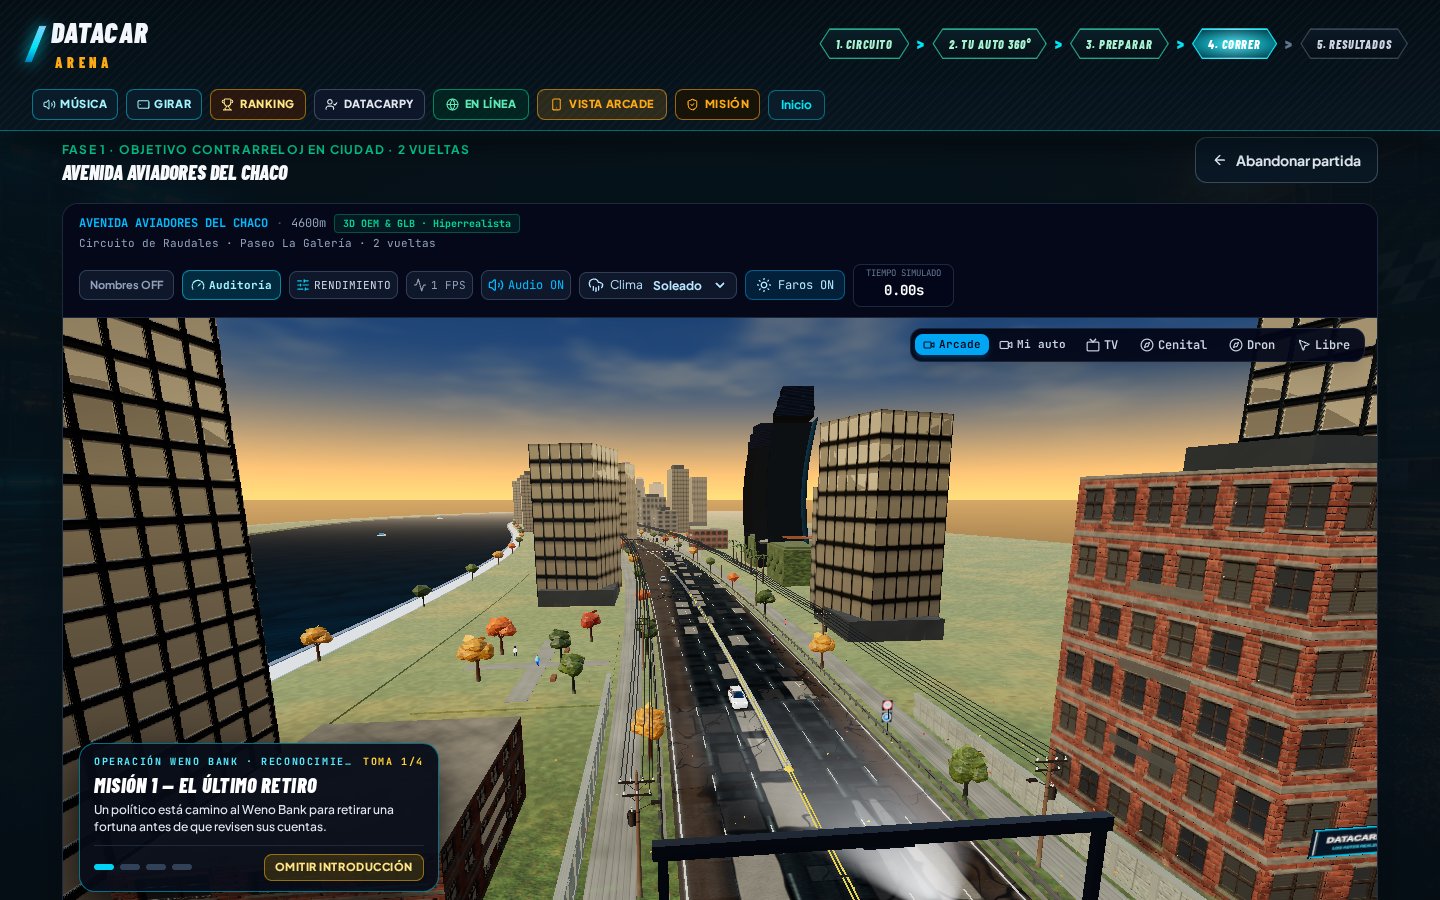 DATACAR
ARENA
1. CIRCUITO > 2. TU AUTO 360° > 3. PREPARAR > 4. CORRER > 5. RESULTADOS
MÚSICA GIRAR RANKING DATACARPY EN LÍNEA VISTA ARCADE MISIÓN Inicio
FASE 1 · OBJETIVO CONTRARRELOJ EN CIUDAD · 2 VUELTAS
AVENIDA AVIADORES DEL CHACO
← Abandonar partida
AVENIDA AVIADORES DEL CHACO · 4600m 3D OEM & GLB · Hiperrealista
Circuito de Raudales · Paseo La Galería · 2 vueltas
Nombres OFF Auditoría RENDIMIENTO 1 FPS Audio ON Clima Soleado Faros ON
TIEMPO SIMULADO
0.00s
Arcade Mi auto TV Cenital Dron Libre
OPERACIÓN WENO BANK · RECONOCIMIE… TOMA 1/4
MISIÓN 1 — EL ÚLTIMO RETIRO
Un político está camino al Weno Bank para retirar una
fortuna antes de que revisen sus cuentas.
OMITIR INTRODUCCIÓN
DATACAR